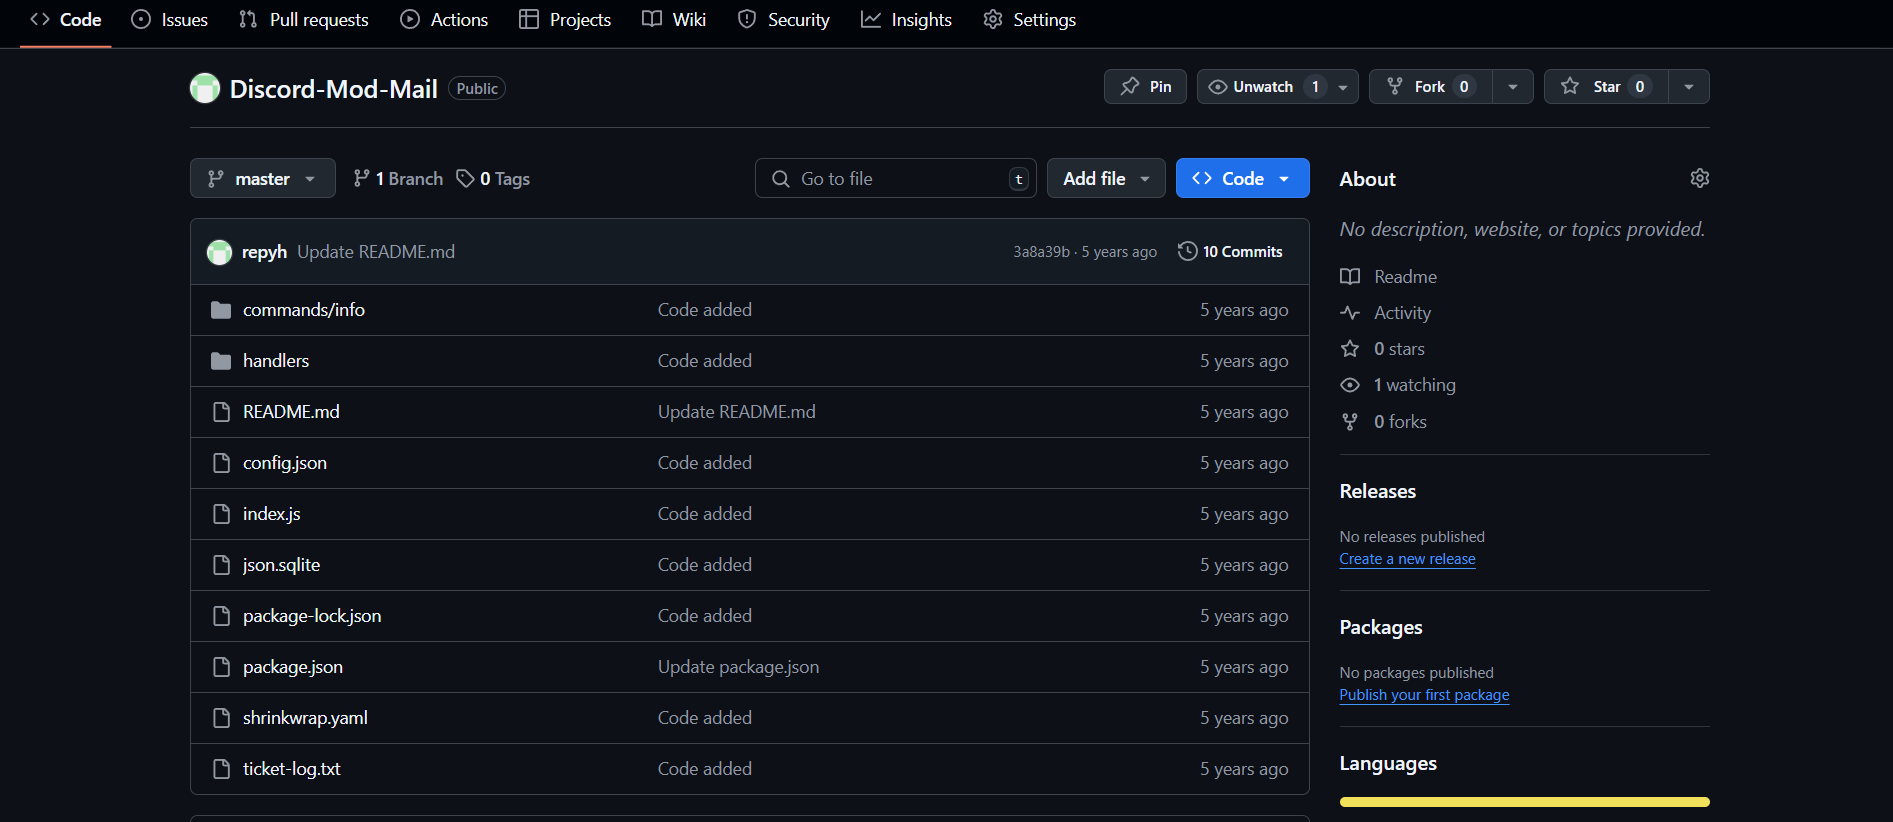 Code Issues Pull requests Actions Projects Wiki Security Insights Settings
Discord-Mod-Mail Public Pin Unwatch 1 Fork 0 Star 0
master 1 Branch 0 Tags Go to file t Add file Code
repyh Update README.md 3a8a39b · 5 years ago 10 Commits
commands/info Code added 5 years ago
handlers Code added 5 years ago
README.md Update README.md 5 years ago
config.json Code added 5 years ago
index.js Code added 5 years ago
json.sqlite Code added 5 years ago
package-lock.json Code added 5 years ago
package.json Update package.json 5 years ago
shrinkwrap.yaml Code added 5 years ago
ticket-log.txt Code added 5 years ago
About
No description, website, or topics provided.
Readme
Activity
0 stars
1 watching
0 forks
Releases
No releases published
Create a new release
Packages
No packages published
Publish your first package
Languages